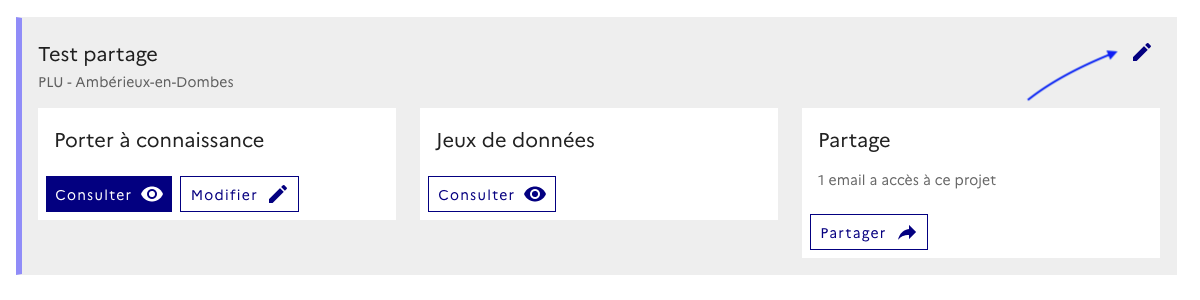 Test partage
PLU - Ambérieux-en-Dombes
Porter à connaissance
Consulter
Modifier
Jeux de données
Consulter
Partage
1 email a accès à ce projet
Partager